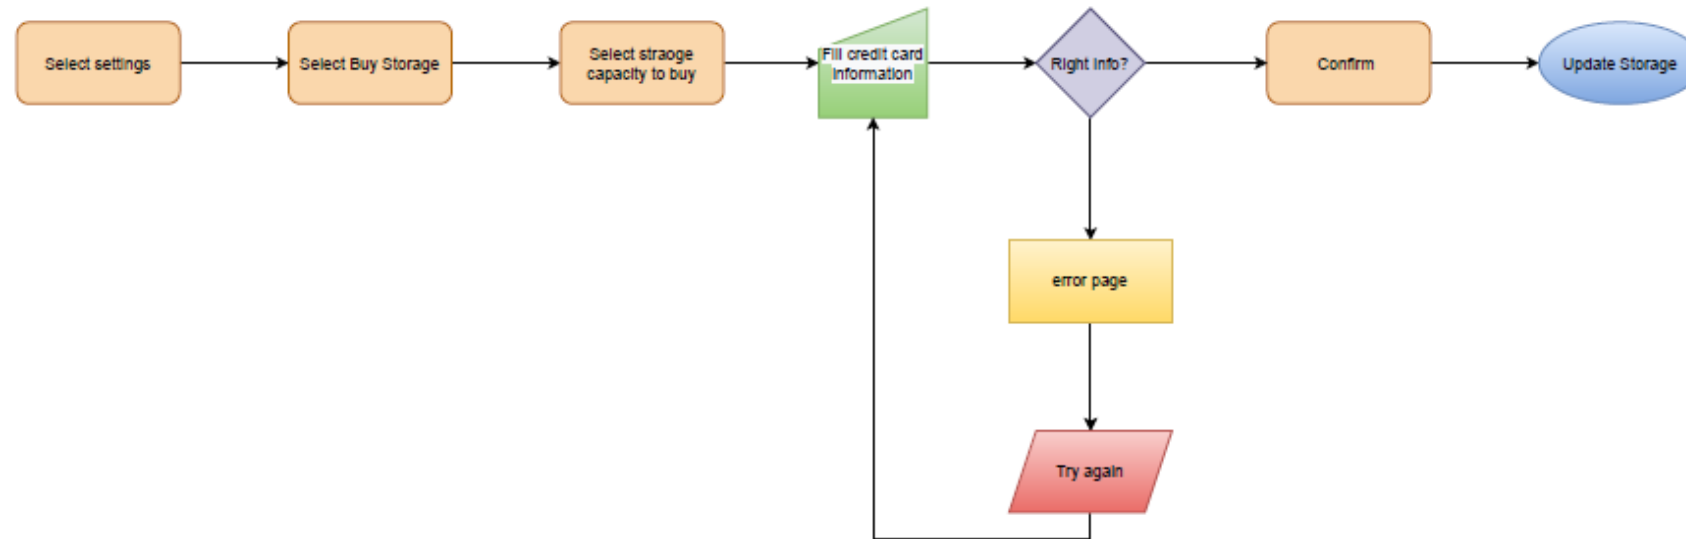 Select settings
Select Buy Storage
Select straoge
capacity to buy
Fill credit card
information
Right info?
Confirm
Update Storage
error page
Try again